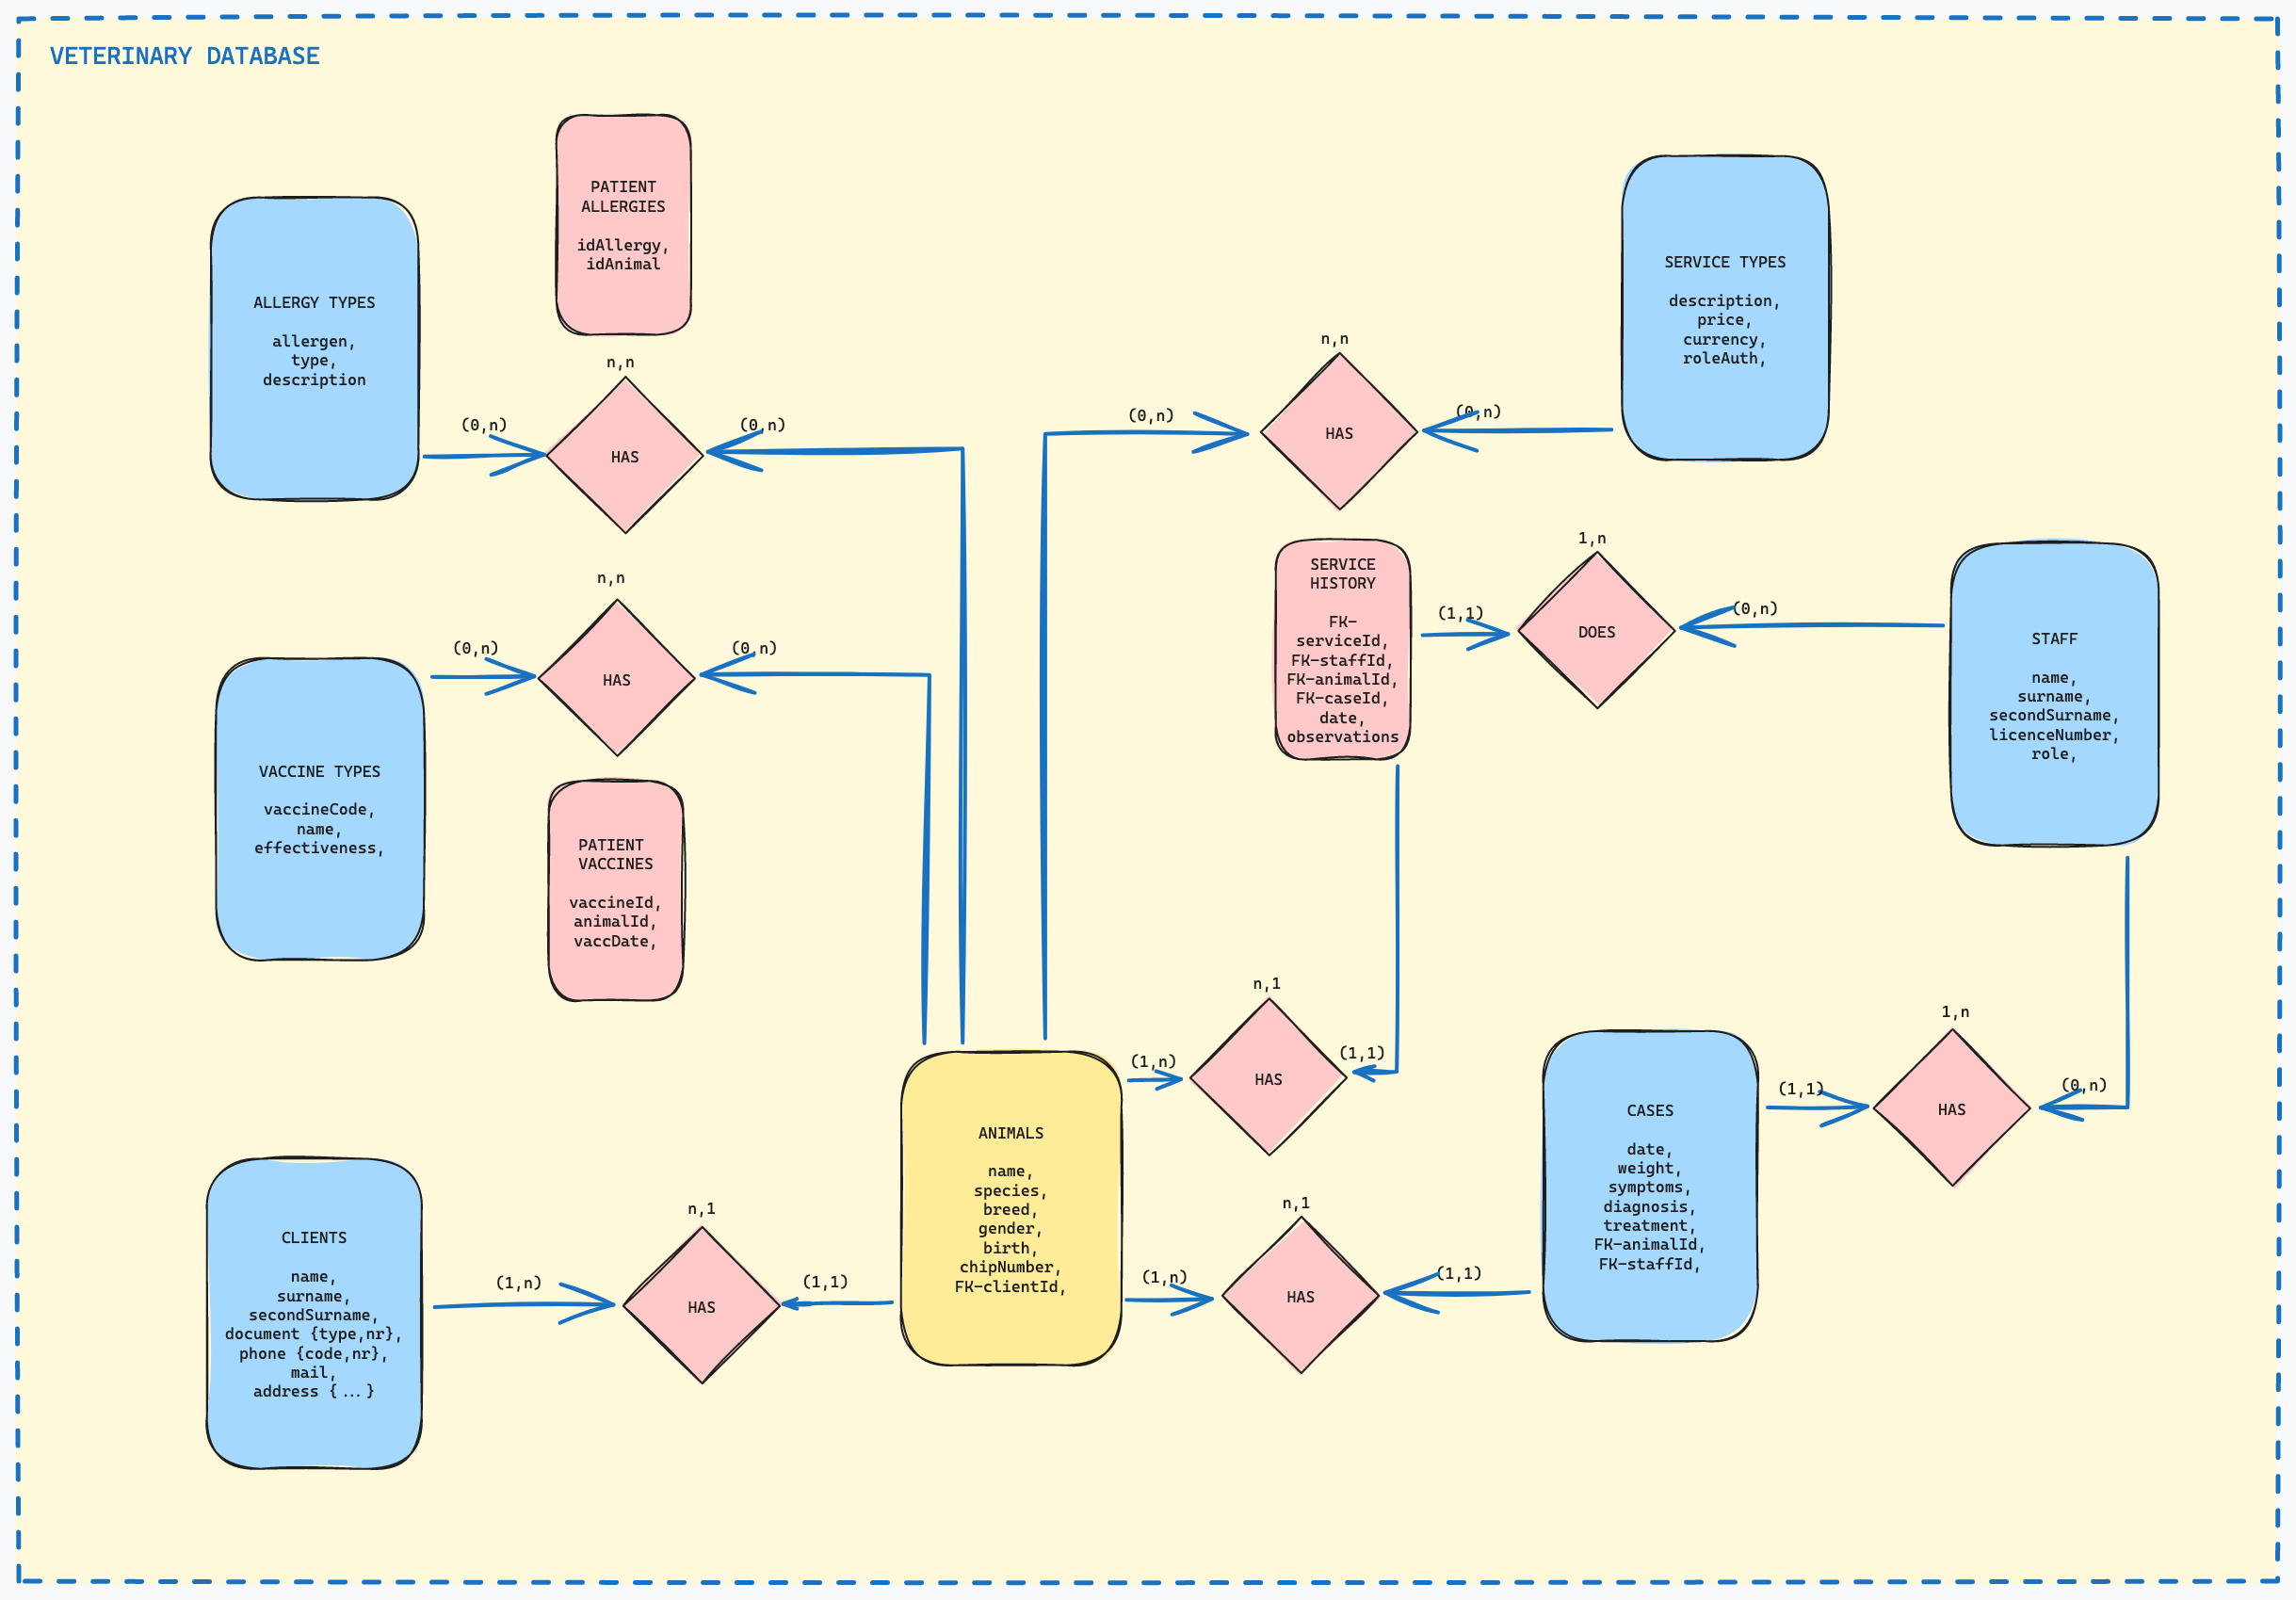 VETERINARY DATABASE
PATIENT
ALLERGIES
idAllergy,
idAnimal
ALLERGY TYPES
allergen,
type,
description
n,n
(0,n)
HAS
(0,n)
SERVICE TYPES
description,
price,
currency,
roleAuth,
n,n
(0,n)
HAS
(0,n)
n,n
(0,n)
HAS
(0,n)
VACCINE TYPES
vaccineCode,
name,
effectiveness,
PATIENT
VACCINES
vaccineId,
animalId,
vaccDate,
SERVICE
HISTORY
FK-
serviceId,
FK-staffId,
FK-animalId,
FK-caseId,
date,
observations
1,n
(1,1)
DOES
(0,n)
STAFF
name,
surname,
secondSurname,
licenceNumber,
role,
n,1
(1,n)
HAS
(1,1)
CASES
date,
weight,
symptoms,
diagnosis,
treatment,
FK-animalId,
FK-staffId,
1,n
(1,1)
HAS
(0,n)
ANIMALS
name,
species,
breed,
gender,
birth,
chipNumber,
FK-clientId,
CLIENTS
name,
surname,
secondSurname,
document {type,nr},
phone {code,nr},
mail,
address {...}
n,1
(1,n)
HAS
(1,1)
n,1
(1,n)
HAS
(1,1)